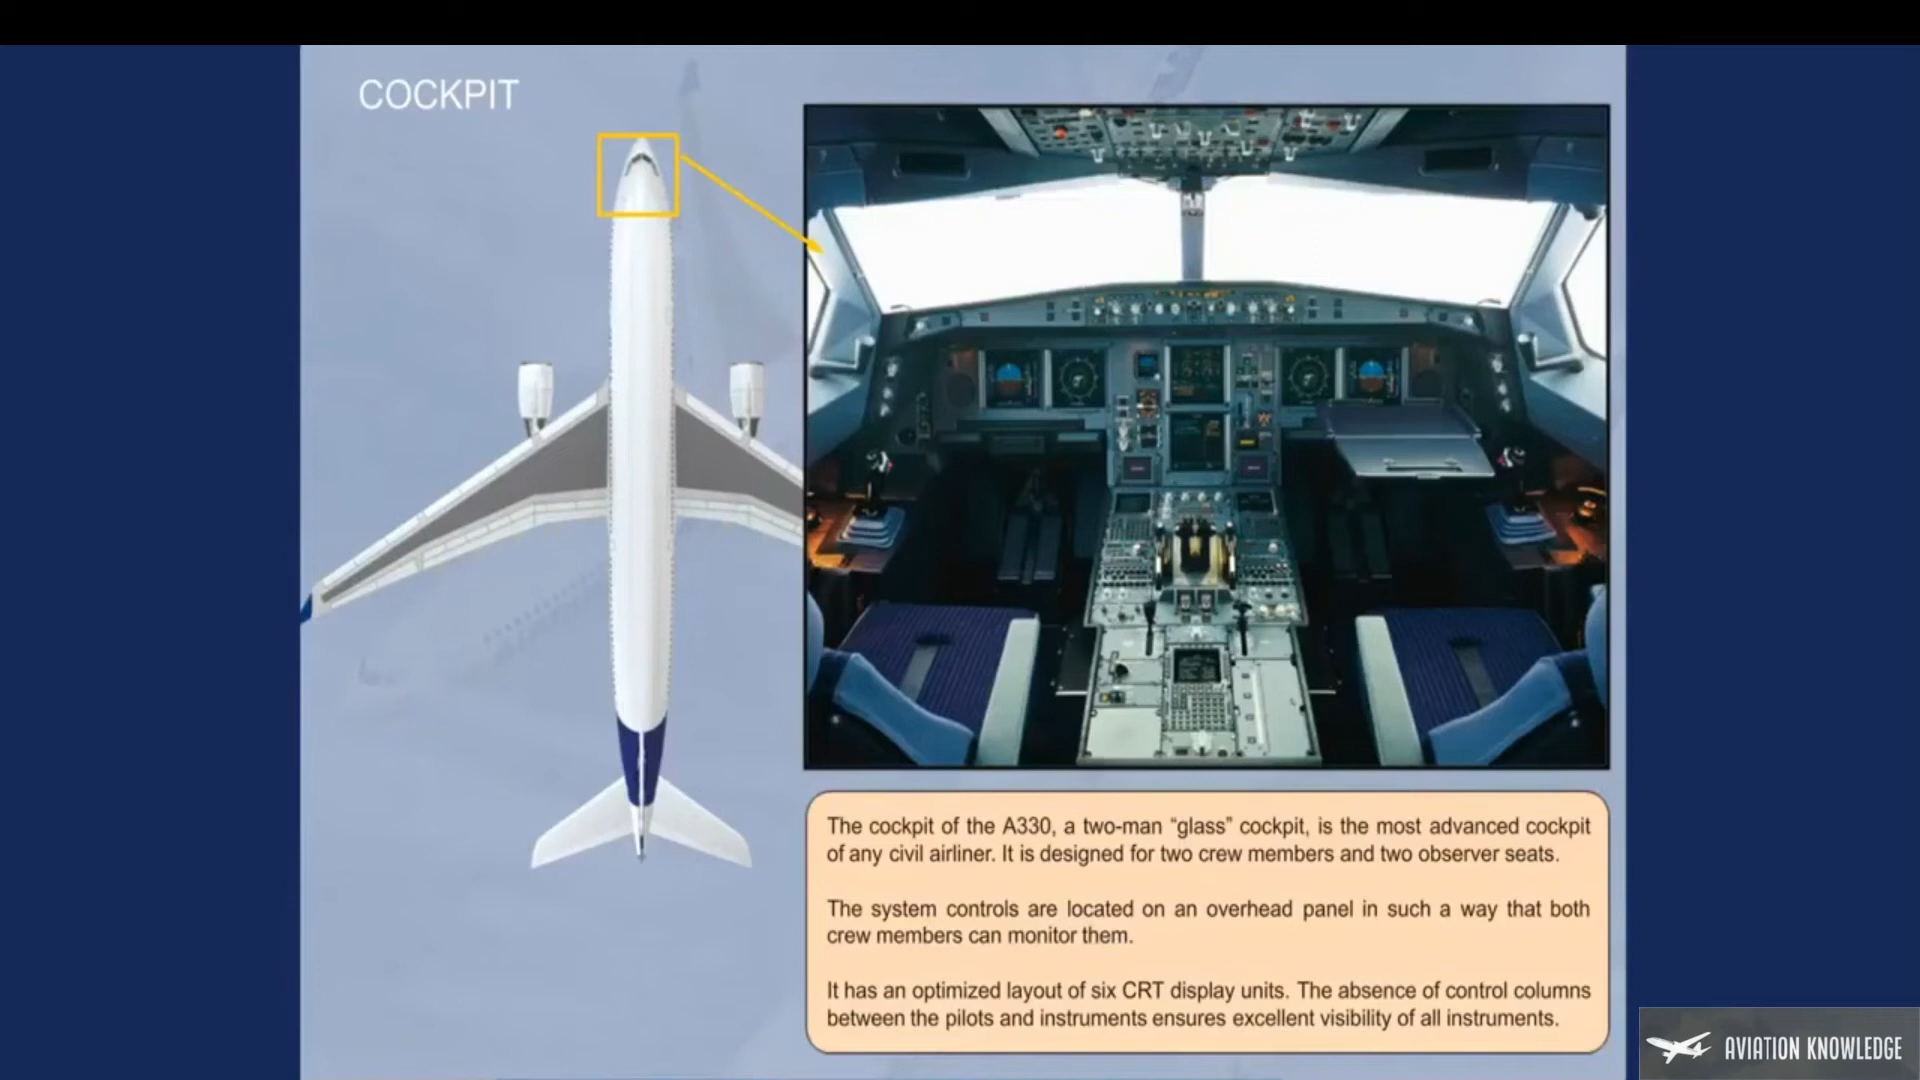 COCKPIT
The cockpit of the A330, a two-man “glass” cockpit, is the most advanced cockpit
of any civil airliner. It is designed for two crew members and two observer seats.
The system controls are located on an overhead panel in such a way that both
crew members can monitor them.
It has an optimized layout of six CRT display units. The absence of control columns
between the pilots and instruments ensures excellent visibility of all instruments.
AVIATION KNOWLEDGE